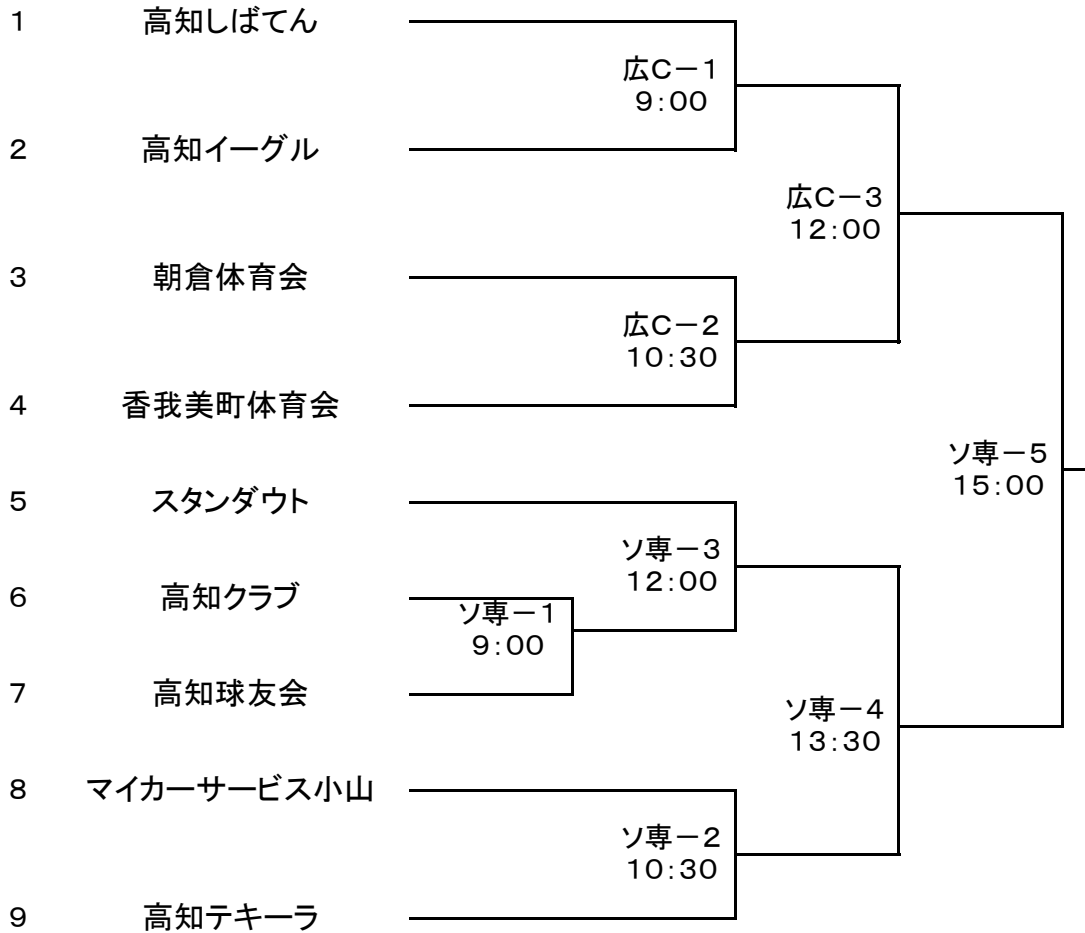 １ 高知しばてん
広Ｃ－１
９：００
２ 高知イーグル
広Ｃ－３
１２：００
３ 朝倉体育会
広Ｃ－２
１０：３０
４ 香我美町体育会
ソ専－５
１５：００
５ スタンダウト
ソ専－３
１２：００
６ 高知クラブ
ソ専－１
９：００
７ 高知球友会
ソ専－４
１３：３０
８ マイカーサービス小山
ソ専－２
１０：３０
９ 高知テキーラ